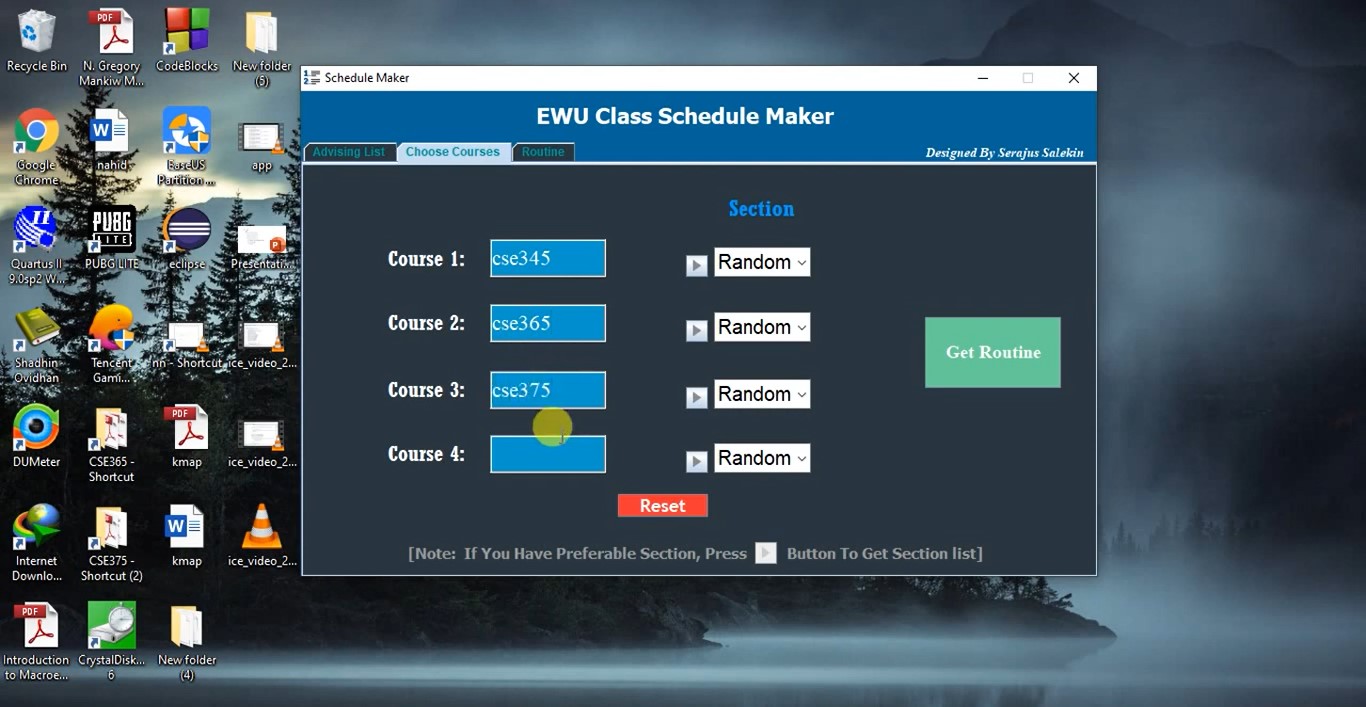 Recycle Bin
N. Gregory
Mankiw M...
CodeBlocks
New folder
(5)
Google
Chrome
nahid
EaseUS
Partition ...
app
Quartus II
9.0sp2 W...
PUBG
LITE
PUBG LITE
eclipse
Presentati...
Shadhin
Ovidhan
Tencent
Gami...
nn - Shortcut
ice_video_2...
DUMeter
CSE365 -
Shortcut
PDF
kmap
ice_video_2...
Internet
Downlo...
CSE375 -
Shortcut (2)
kmap
ice_video_2...
PDF
Introduction
to Macroe...
CrystalDisk...
6
New folder
(4)
PDF
Schedule Maker
EWU Class Schedule Maker
Advising List
Choose Courses
Routine
Designed By Serajus Salekin
Section
Course 1: cse345 Random
Course 2: cse365 Random
Course 3: cse375 Random
Course 4: Random
Get Routine
Reset
[Note: If You Have Preferable Section, Press Button To Get Section list]